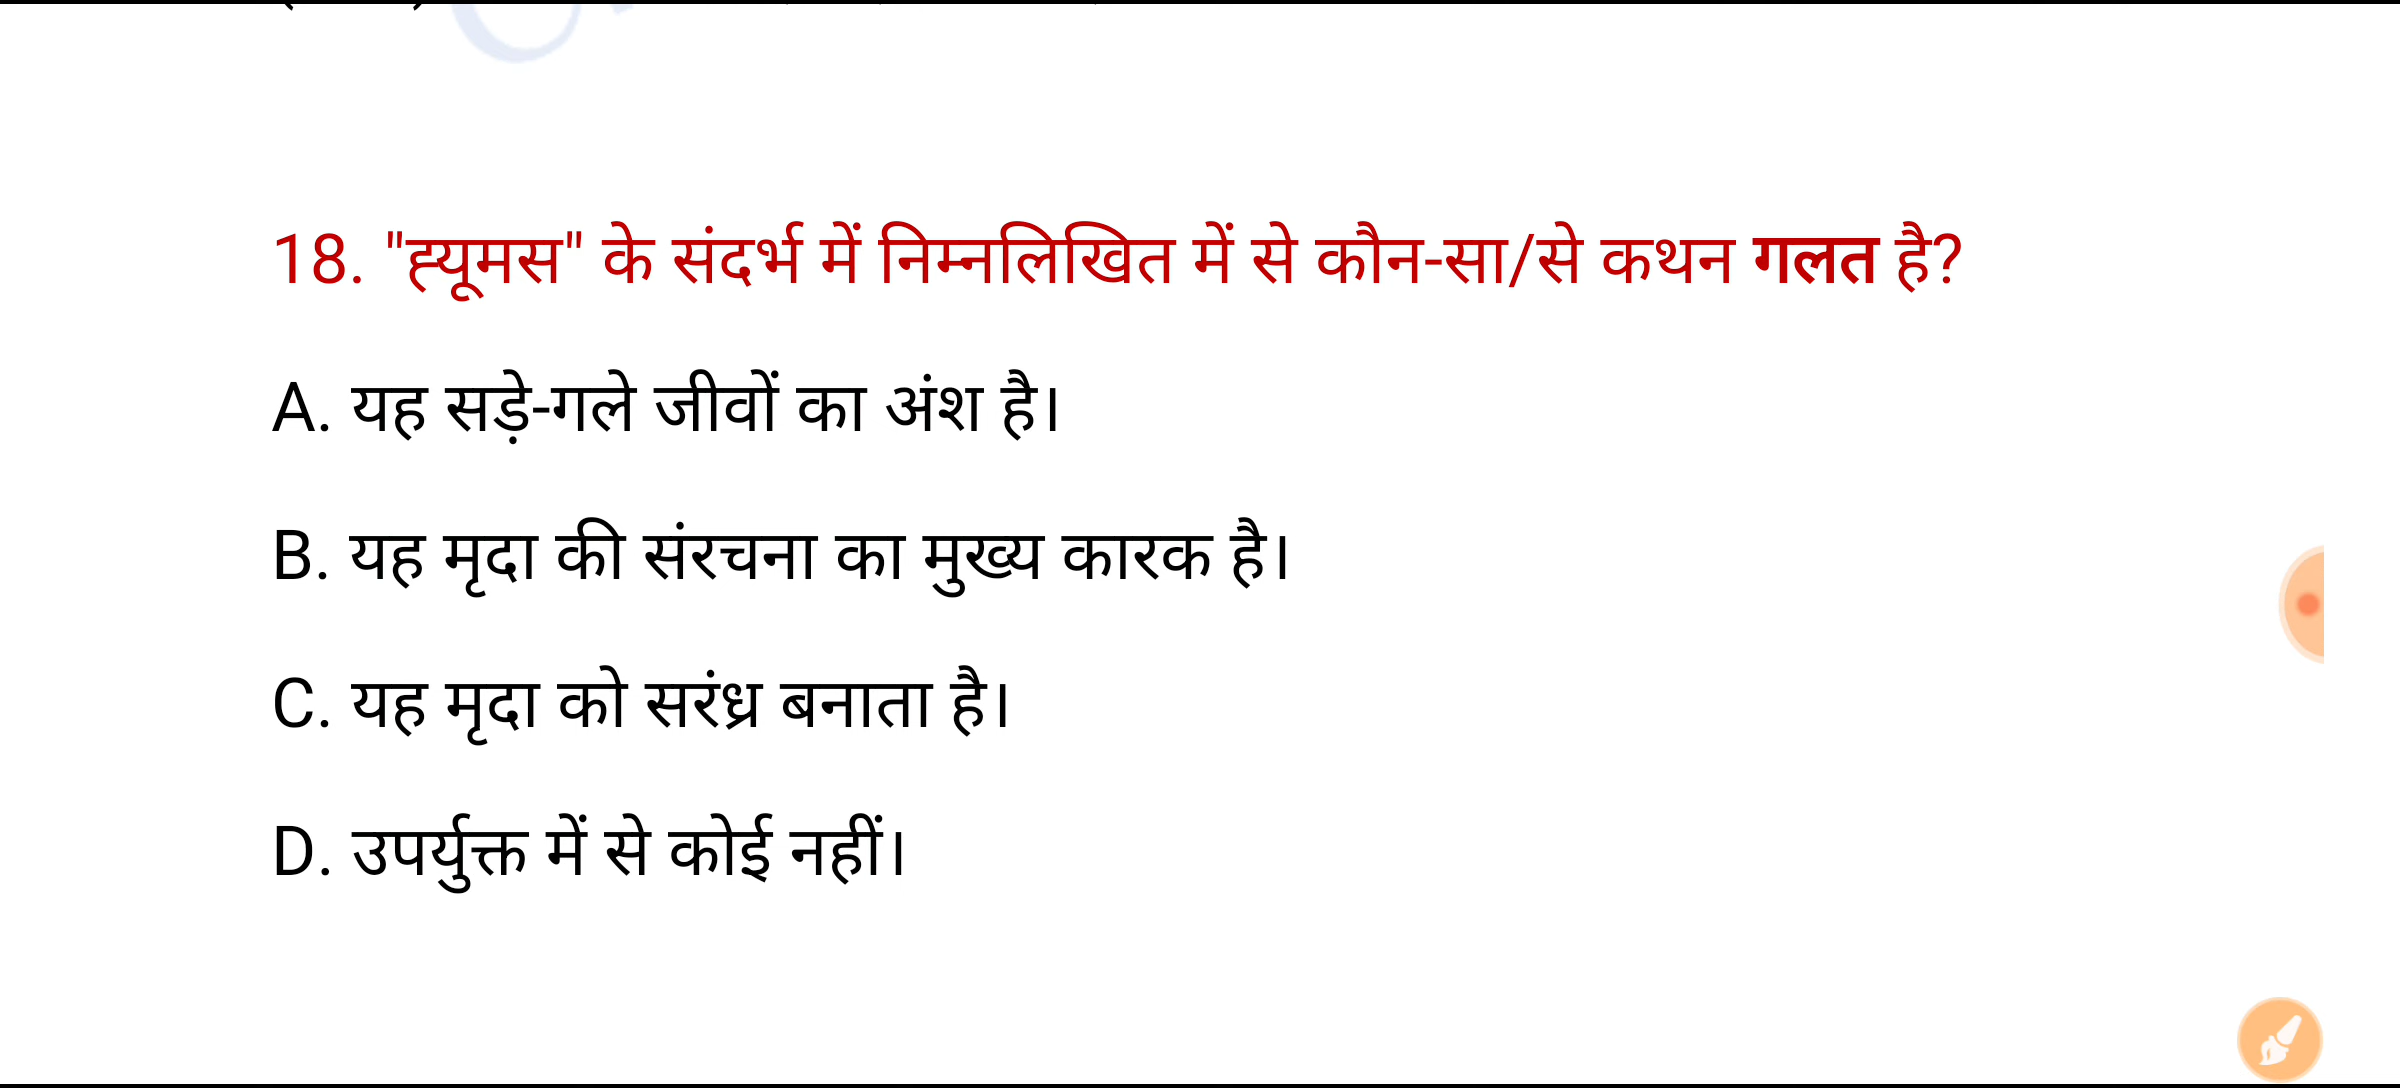 18. "ह्यूमस" के संदर्भ में निम्नलिखित में से कौन-सा/से कथन गलत है?
A. यह सड़े-गले जीवों का अंश है।
B. यह मृदा की संरचना का मुख्य कारक है।
C. यह मृदा को सरंध्र बनाता है।
D. उपर्युक्त में से कोई नहीं।